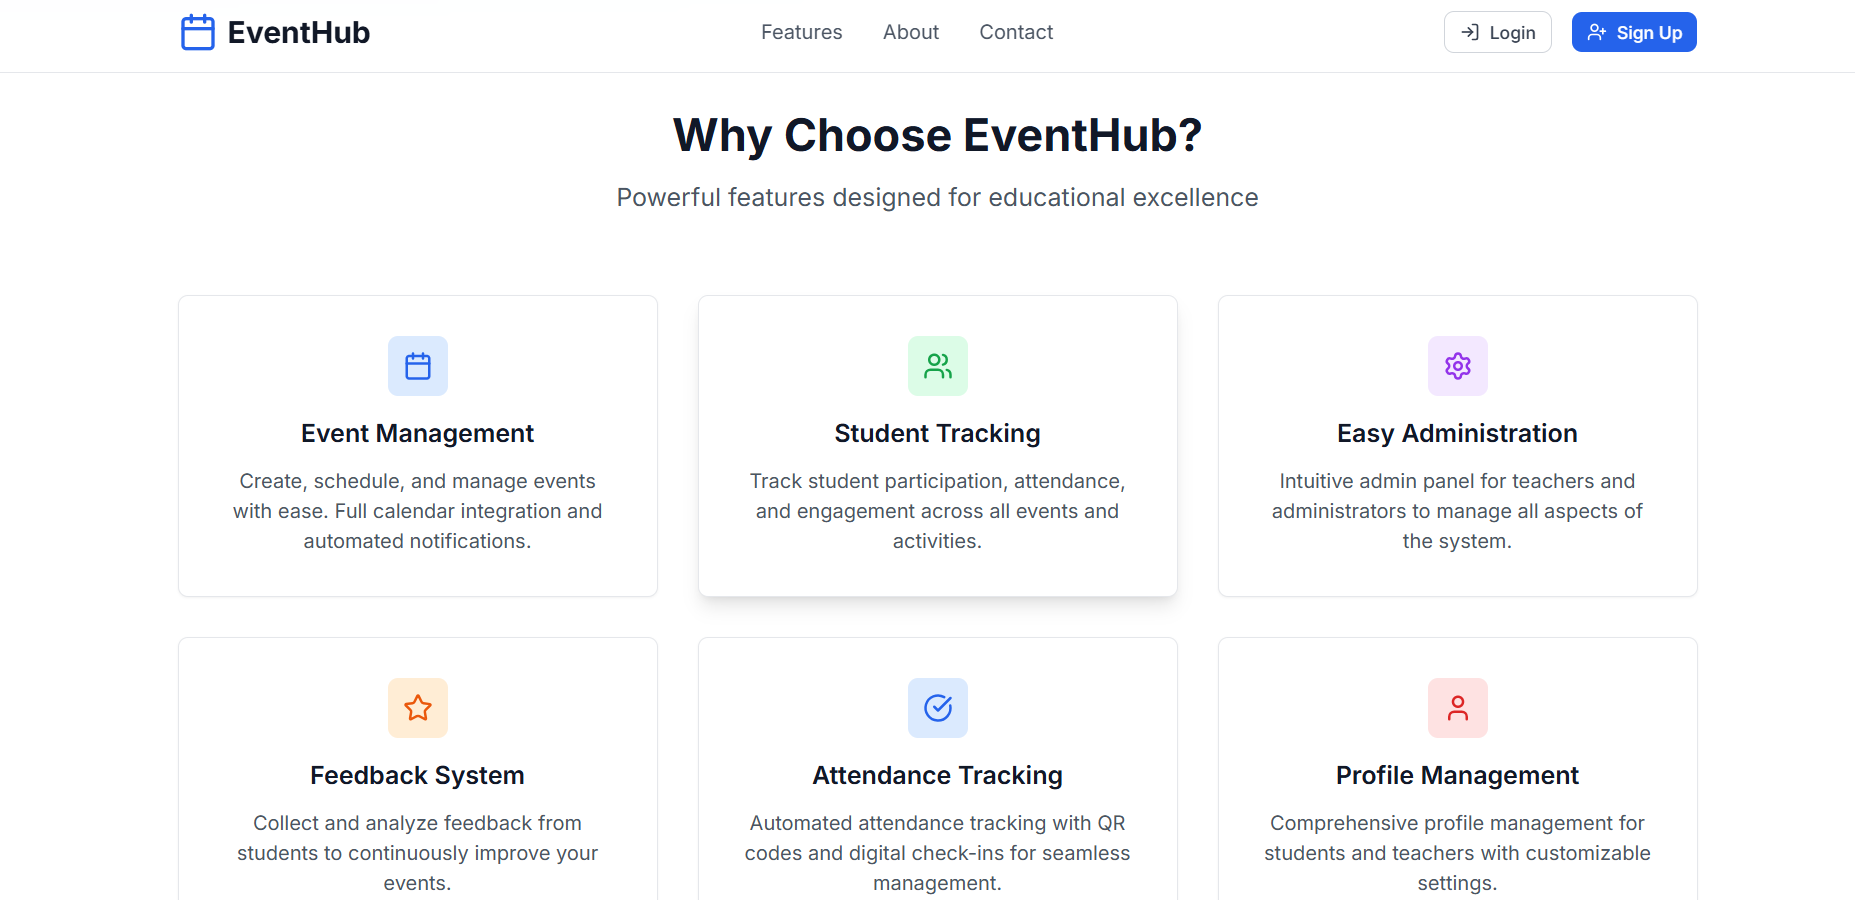 EventHub
Features
About
Contact
Login
Sign Up
Why Choose EventHub?
Powerful features designed for educational excellence
Event Management
Create, schedule, and manage events
with ease. Full calendar integration and
automated notifications.
Student Tracking
Track student participation, attendance,
and engagement across all events and
activities.
Easy Administration
Intuitive admin panel for teachers and
administrators to manage all aspects of
the system.
Feedback System
Collect and analyze feedback from
students to continuously improve your
events.
Attendance Tracking
Automated attendance tracking with QR
codes and digital check-ins for seamless
management.
Profile Management
Comprehensive profile management for
students and teachers with customizable
settings.